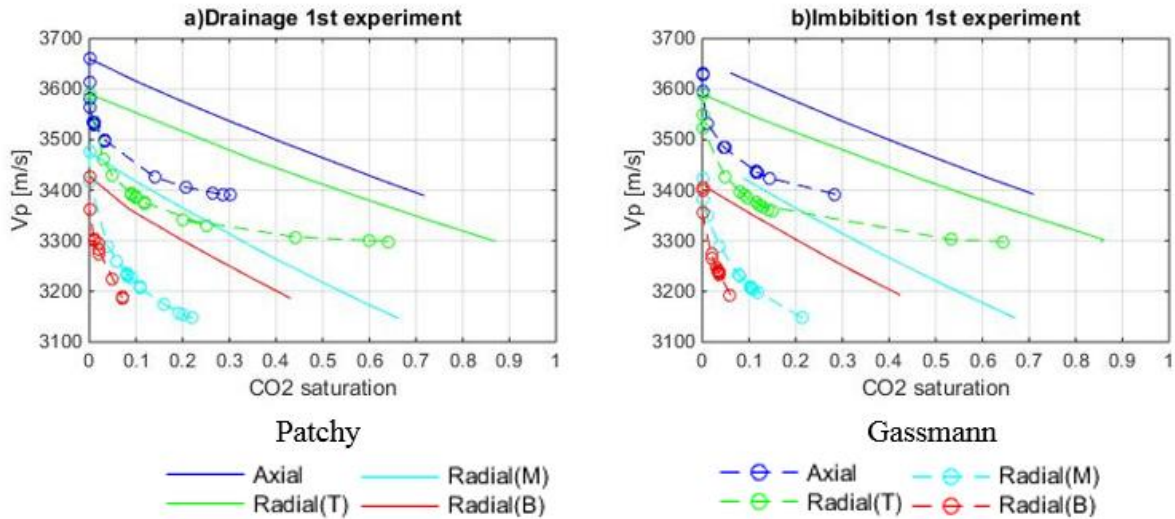 a)Drainage 1st experiment
3700
3600
3500
3400
3300
3200
3100
Vp [m/s]
0 0.1 0.2 0.3 0.4 0.5 0.6 0.7 0.8 0.9 1
CO2 saturation
b)Imbibition 1st experiment
3700
3600
3500
3400
3300
3200
3100
Vp [m/s]
0 0.1 0.2 0.3 0.4 0.5 0.6 0.7 0.8 0.9 1
CO2 saturation
Patchy
Axial Radial(M)
Radial(T) Radial(B)
Gassmann
Axial Radial(M)
Radial(T) Radial(B)